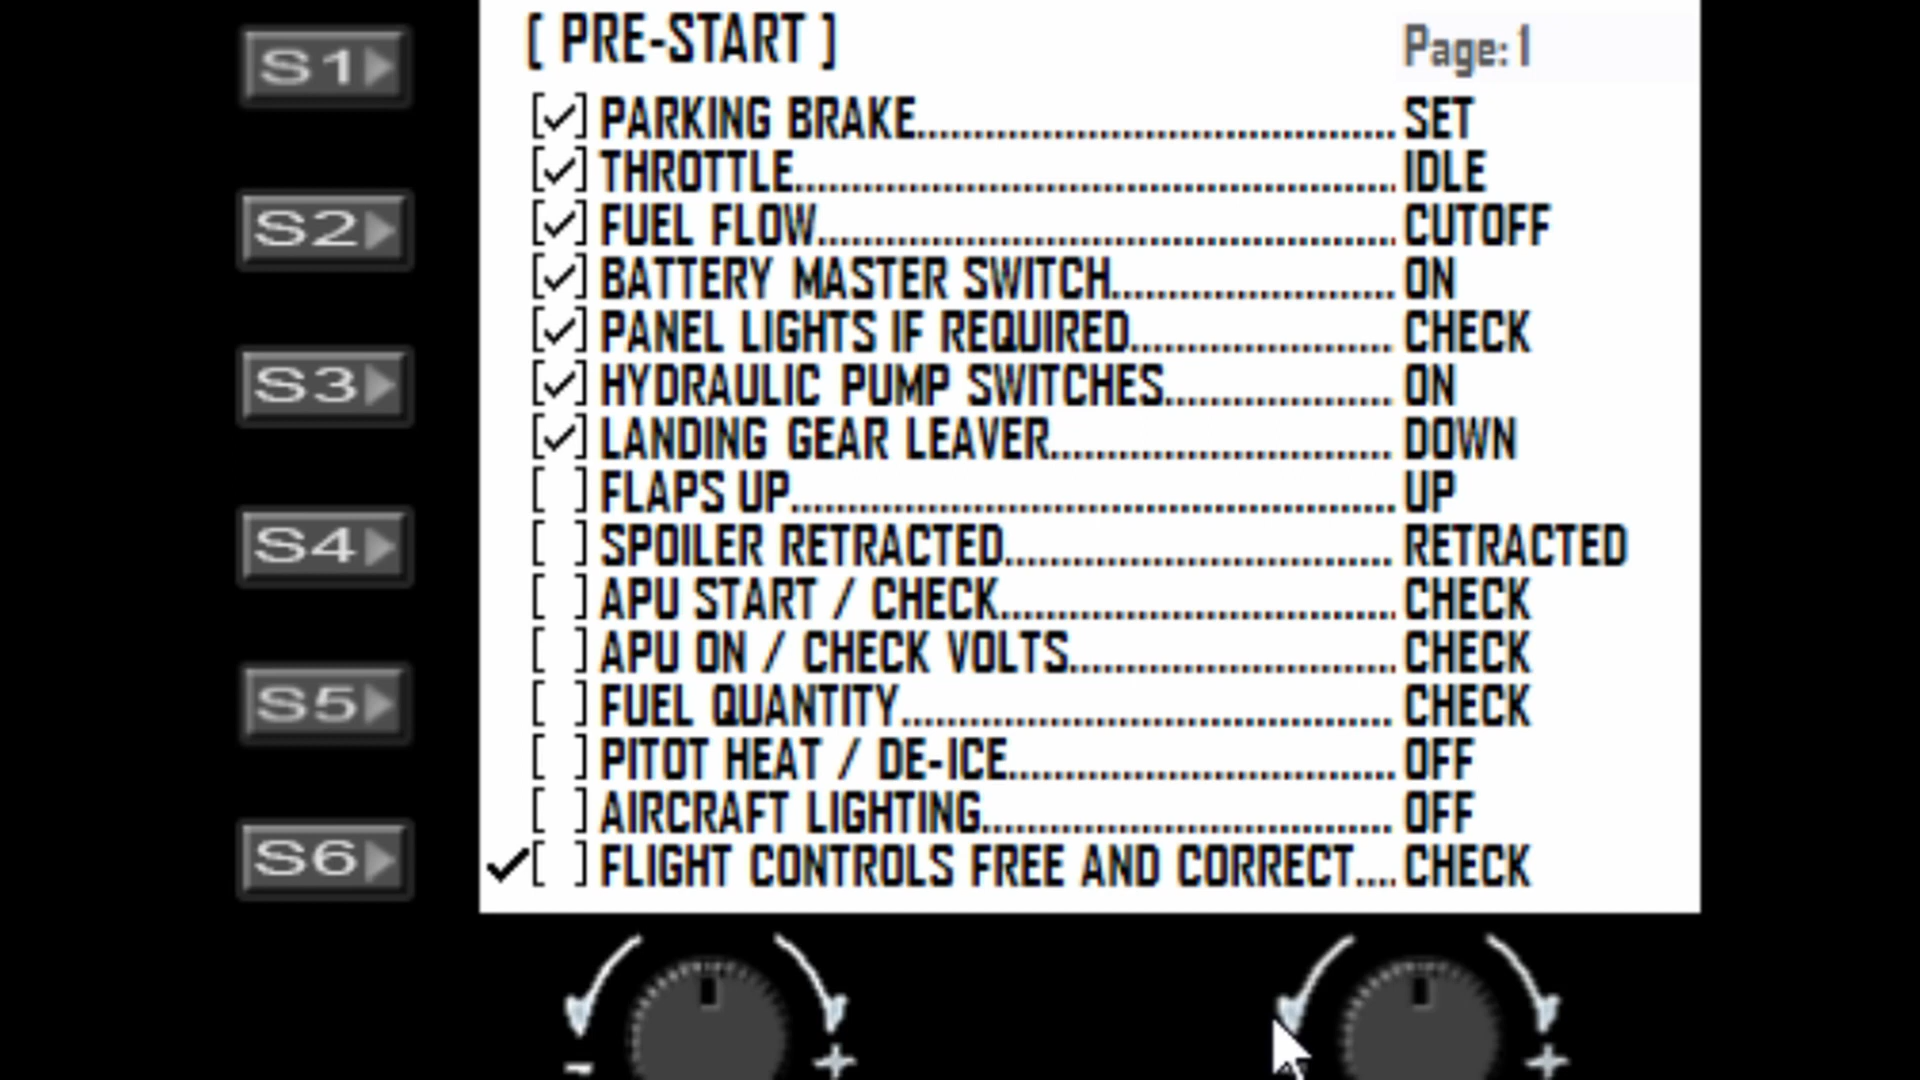 [ PRE-START ] Page: 1
[✓] PARKING BRAKE.......................................... SET
[✓] THROTTLE..................................................... IDLE
[✓] FUEL FLOW................................................... CUTOFF
[✓] BATTERY MASTER SWITCH......................... ON
[✓] PANEL LIGHTS IF REQUIRED....................... CHECK
[✓] HYDRAULIC PUMP SWITCHES.................... ON
[✓] LANDING GEAR LEAVER.............................. DOWN
[ ] FLAPS UP..................................................... UP
[ ] SPOILER RETRACTED.................................. RETRACTED
[ ] APU START / CHECK................................... CHECK
[ ] APU ON / CHECK VOLTS............................. CHECK
[ ] FUEL QUANTITY........................................... CHECK
[ ] PITOT HEAT / DE-ICE.................................. OFF
[ ] AIRCRAFT LIGHTING.................................... OFF
✓[ ] FLIGHT CONTROLS FREE AND CORRECT.... CHECK
S1
S2
S3
S4
S5
S6
- +
+